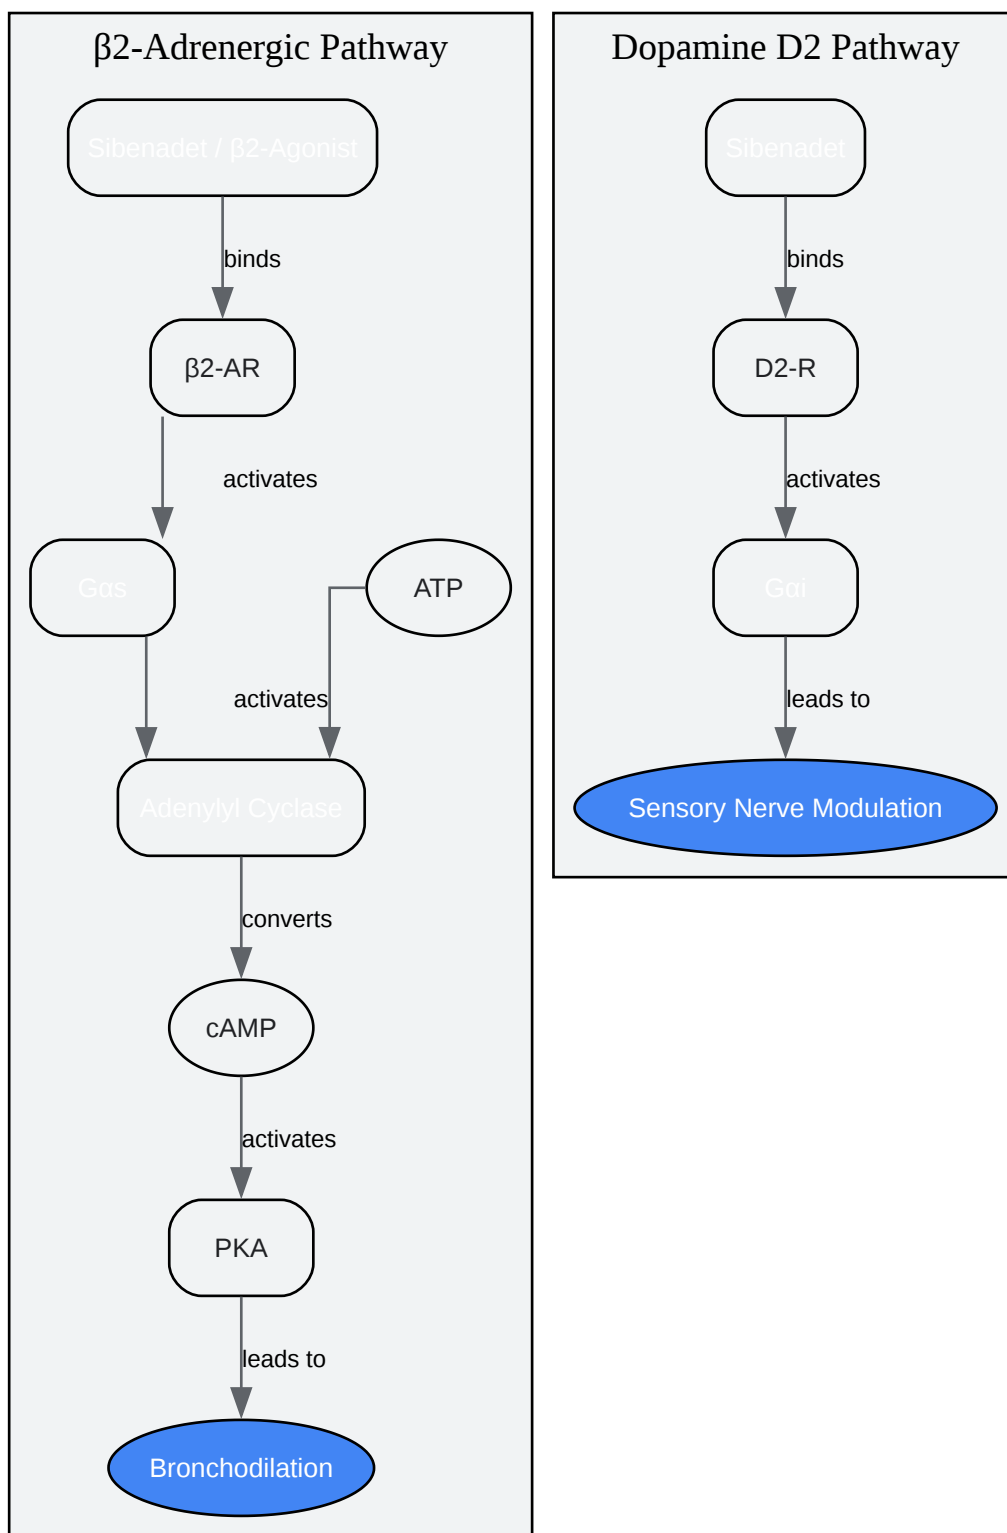 β2-Adrenergic Pathway
Sibenadet / β2-Agonist
binds
β2-AR
activates
Gαs
ATP
activates
Adenylyl Cyclase
converts
cAMP
activates
PKA
leads to
Bronchodilation
Dopamine D2 Pathway
Sibenadet
binds
D2-R
activates
Gαi
leads to
Sensory Nerve Modulation